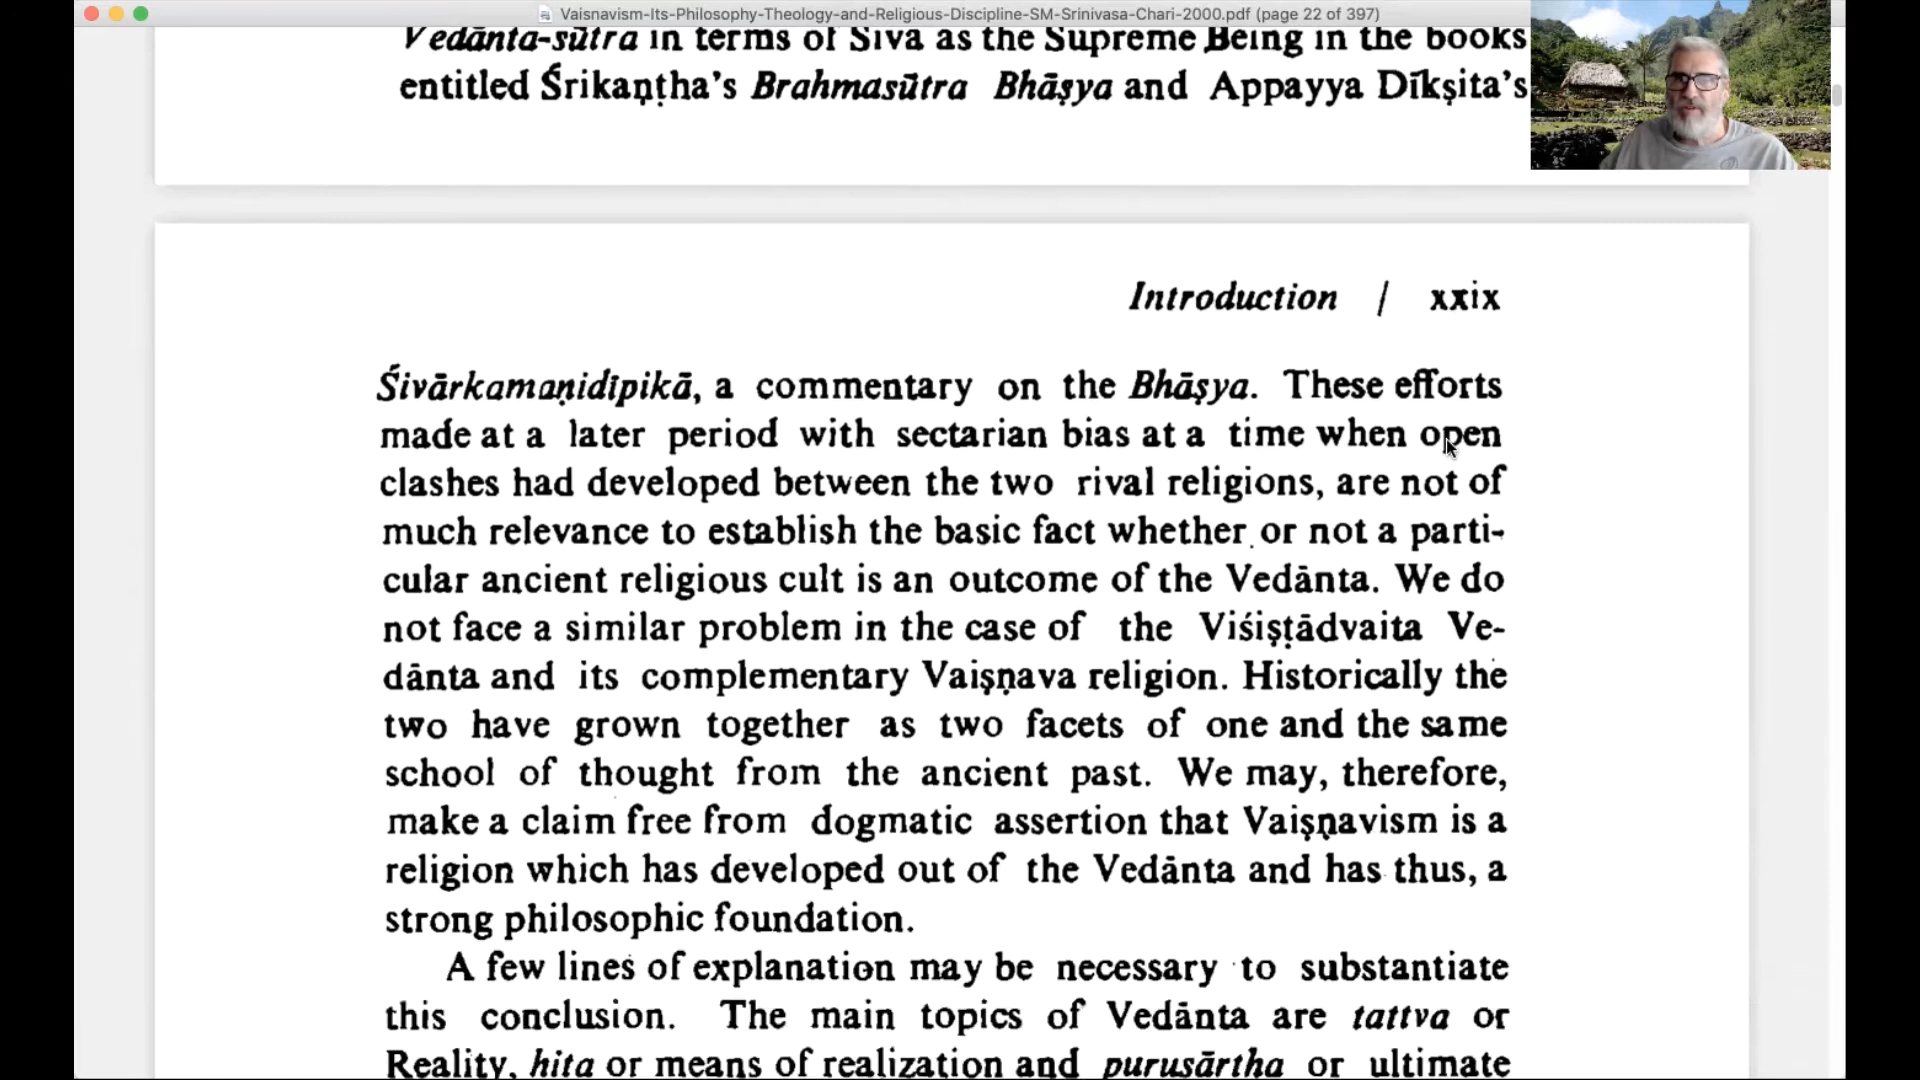 Vaisnavism-Its-Philosophy-Theology-and-Religious-Discipline-SM-Srinivasa-Chari-2000.pdf (page 22 of 397)
Vedānta-sūtra in terms of Śiva as the Supreme Being in the books
entitled Śrikaṇṭha's Brahmasūtra Bhāṣya and Appayya Dīkṣita's
Introduction / xxix
Śivārkamaṇidīpikā, a commentary on the Bhāṣya. These efforts
made at a later period with sectarian bias at a time when open
clashes had developed between the two rival religions, are not of
much relevance to establish the basic fact whether or not a parti-
cular ancient religious cult is an outcome of the Vedānta. We do
not face a similar problem in the case of the Viśiṣṭādvaita Ve-
dānta and its complementary Vaiṣṇava religion. Historically the
two have grown together as two facets of one and the same
school of thought from the ancient past. We may, therefore,
make a claim free from dogmatic assertion that Vaiṣṇavism is a
religion which has developed out of the Vedānta and has thus, a
strong philosophic foundation.
A few lines of explanation may be necessary to substantiate
this conclusion. The main topics of Vedānta are tattva or
Reality, hita or means of realization and puruṣārtha or ultimate